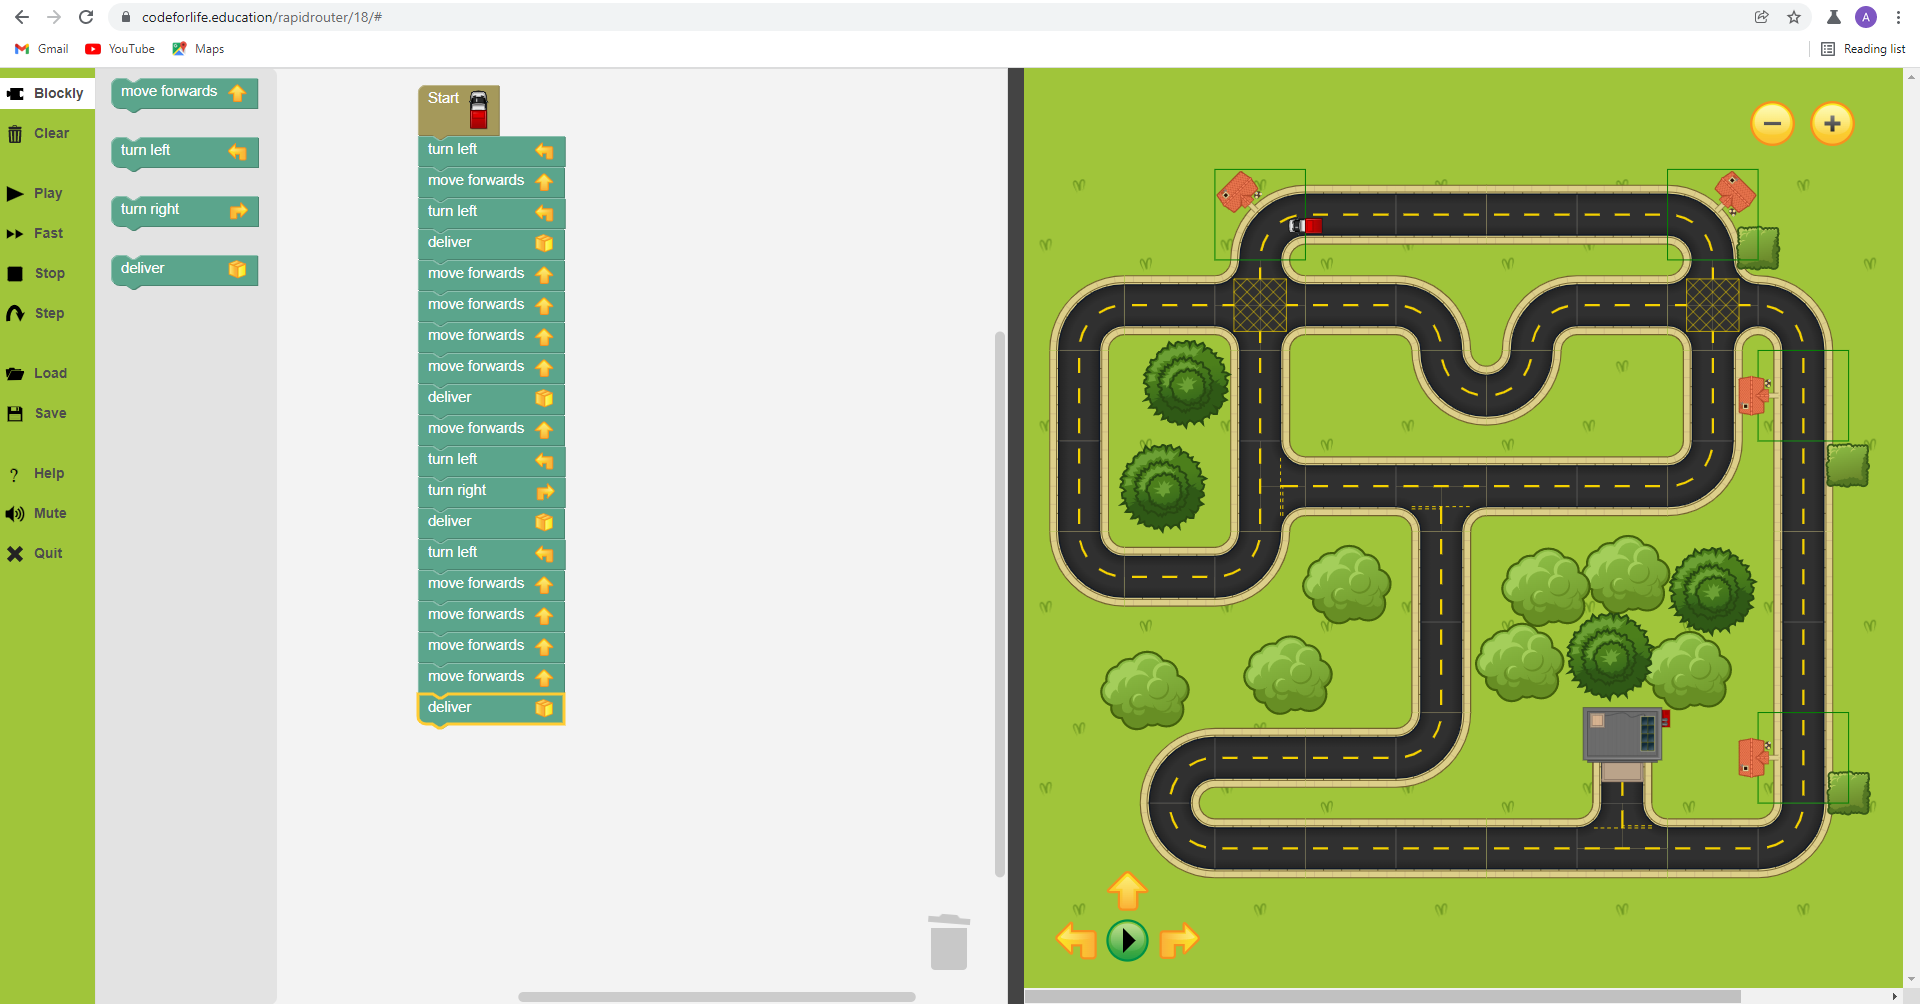 codeforlife.education/rapidrouter/18/#
A
Gmail
YouTube
Maps
Reading list
Blockly
Clear
Play
Fast
Stop
Step
Load
Save
Help
Mute
Quit
move forwards
turn left
turn right
deliver
Start
turn left
move forwards
turn left
deliver
move forwards
move forwards
move forwards
move forwards
deliver
move forwards
turn left
turn right
deliver
turn left
move forwards
move forwards
move forwards
move forwards
deliver